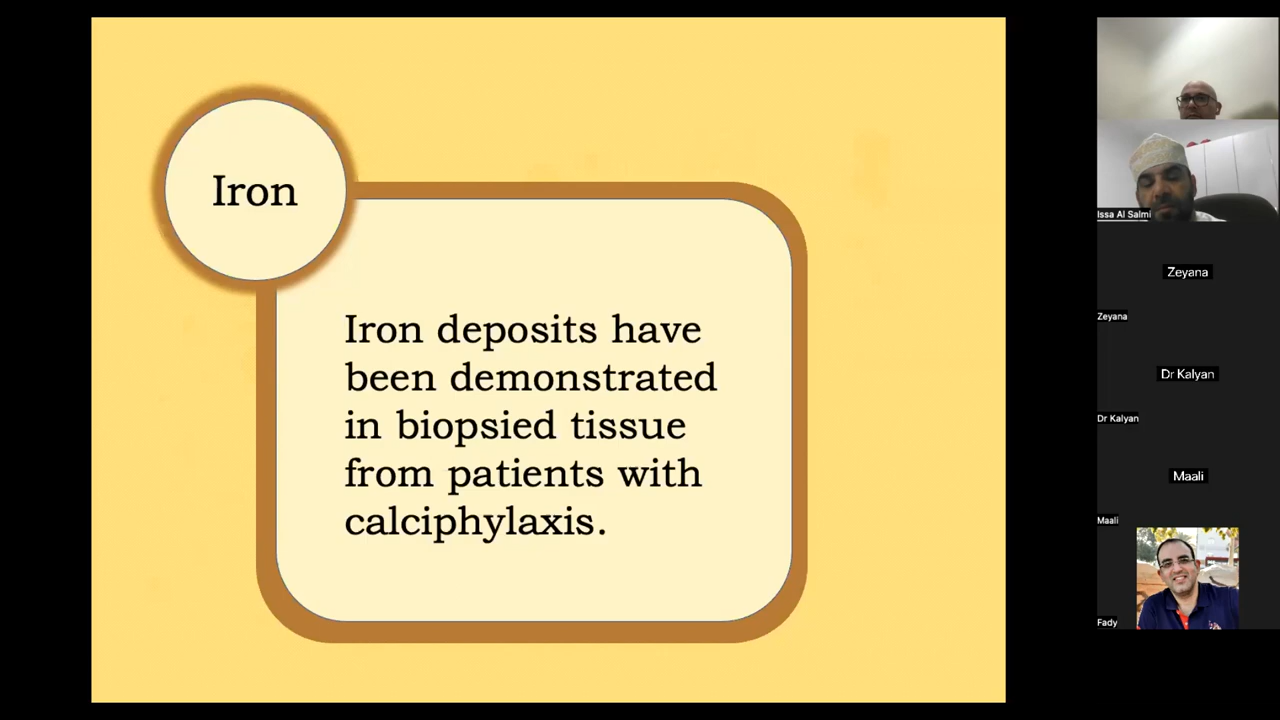 Iron
Iron deposits have
been demonstrated
in biopsied tissue
from patients with
calciphylaxis.
Issa Al Salmi
Zeyana
Zeyana
Dr Kalyan
Dr Kalyan
Maali
Maali
Fady